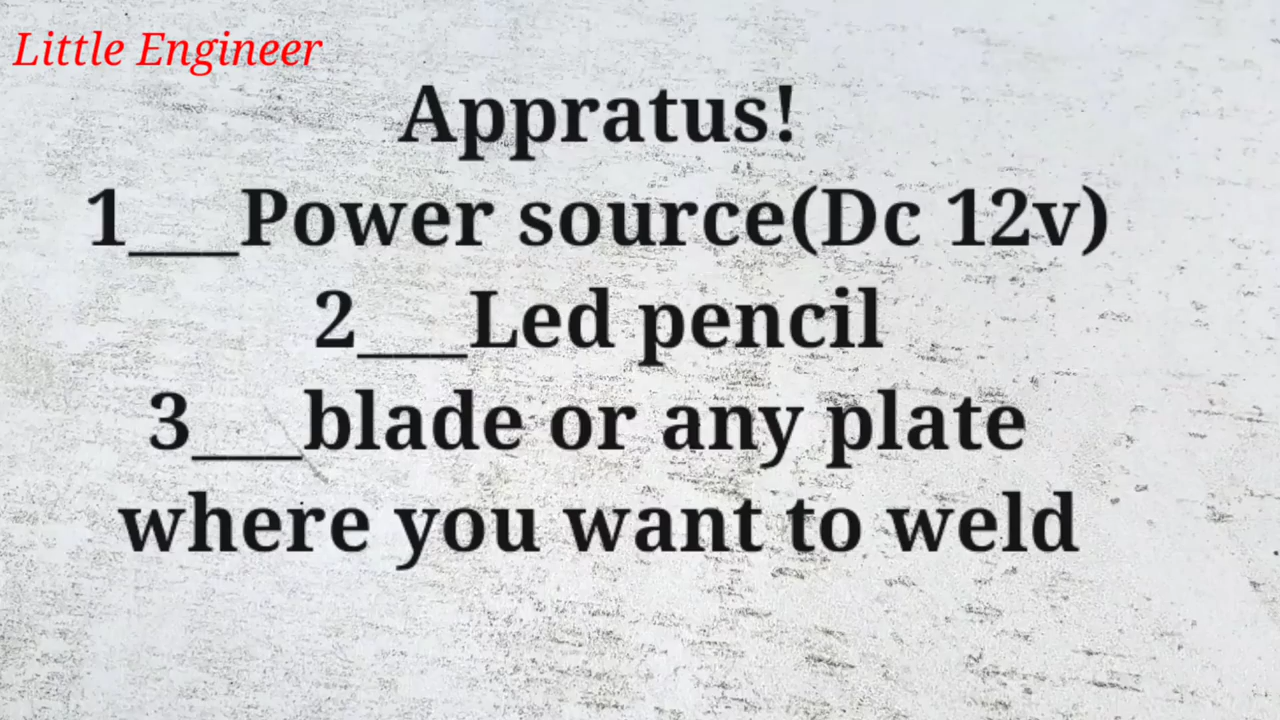 Little Engineer
Appratus!
1___Power source(Dc 12v)
2___Led pencil
3___blade or any plate
where you want to weld